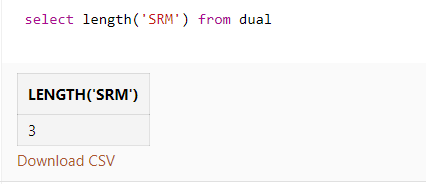 select length('SRM') from dual
LENGTH('SRM')
3
Download CSV